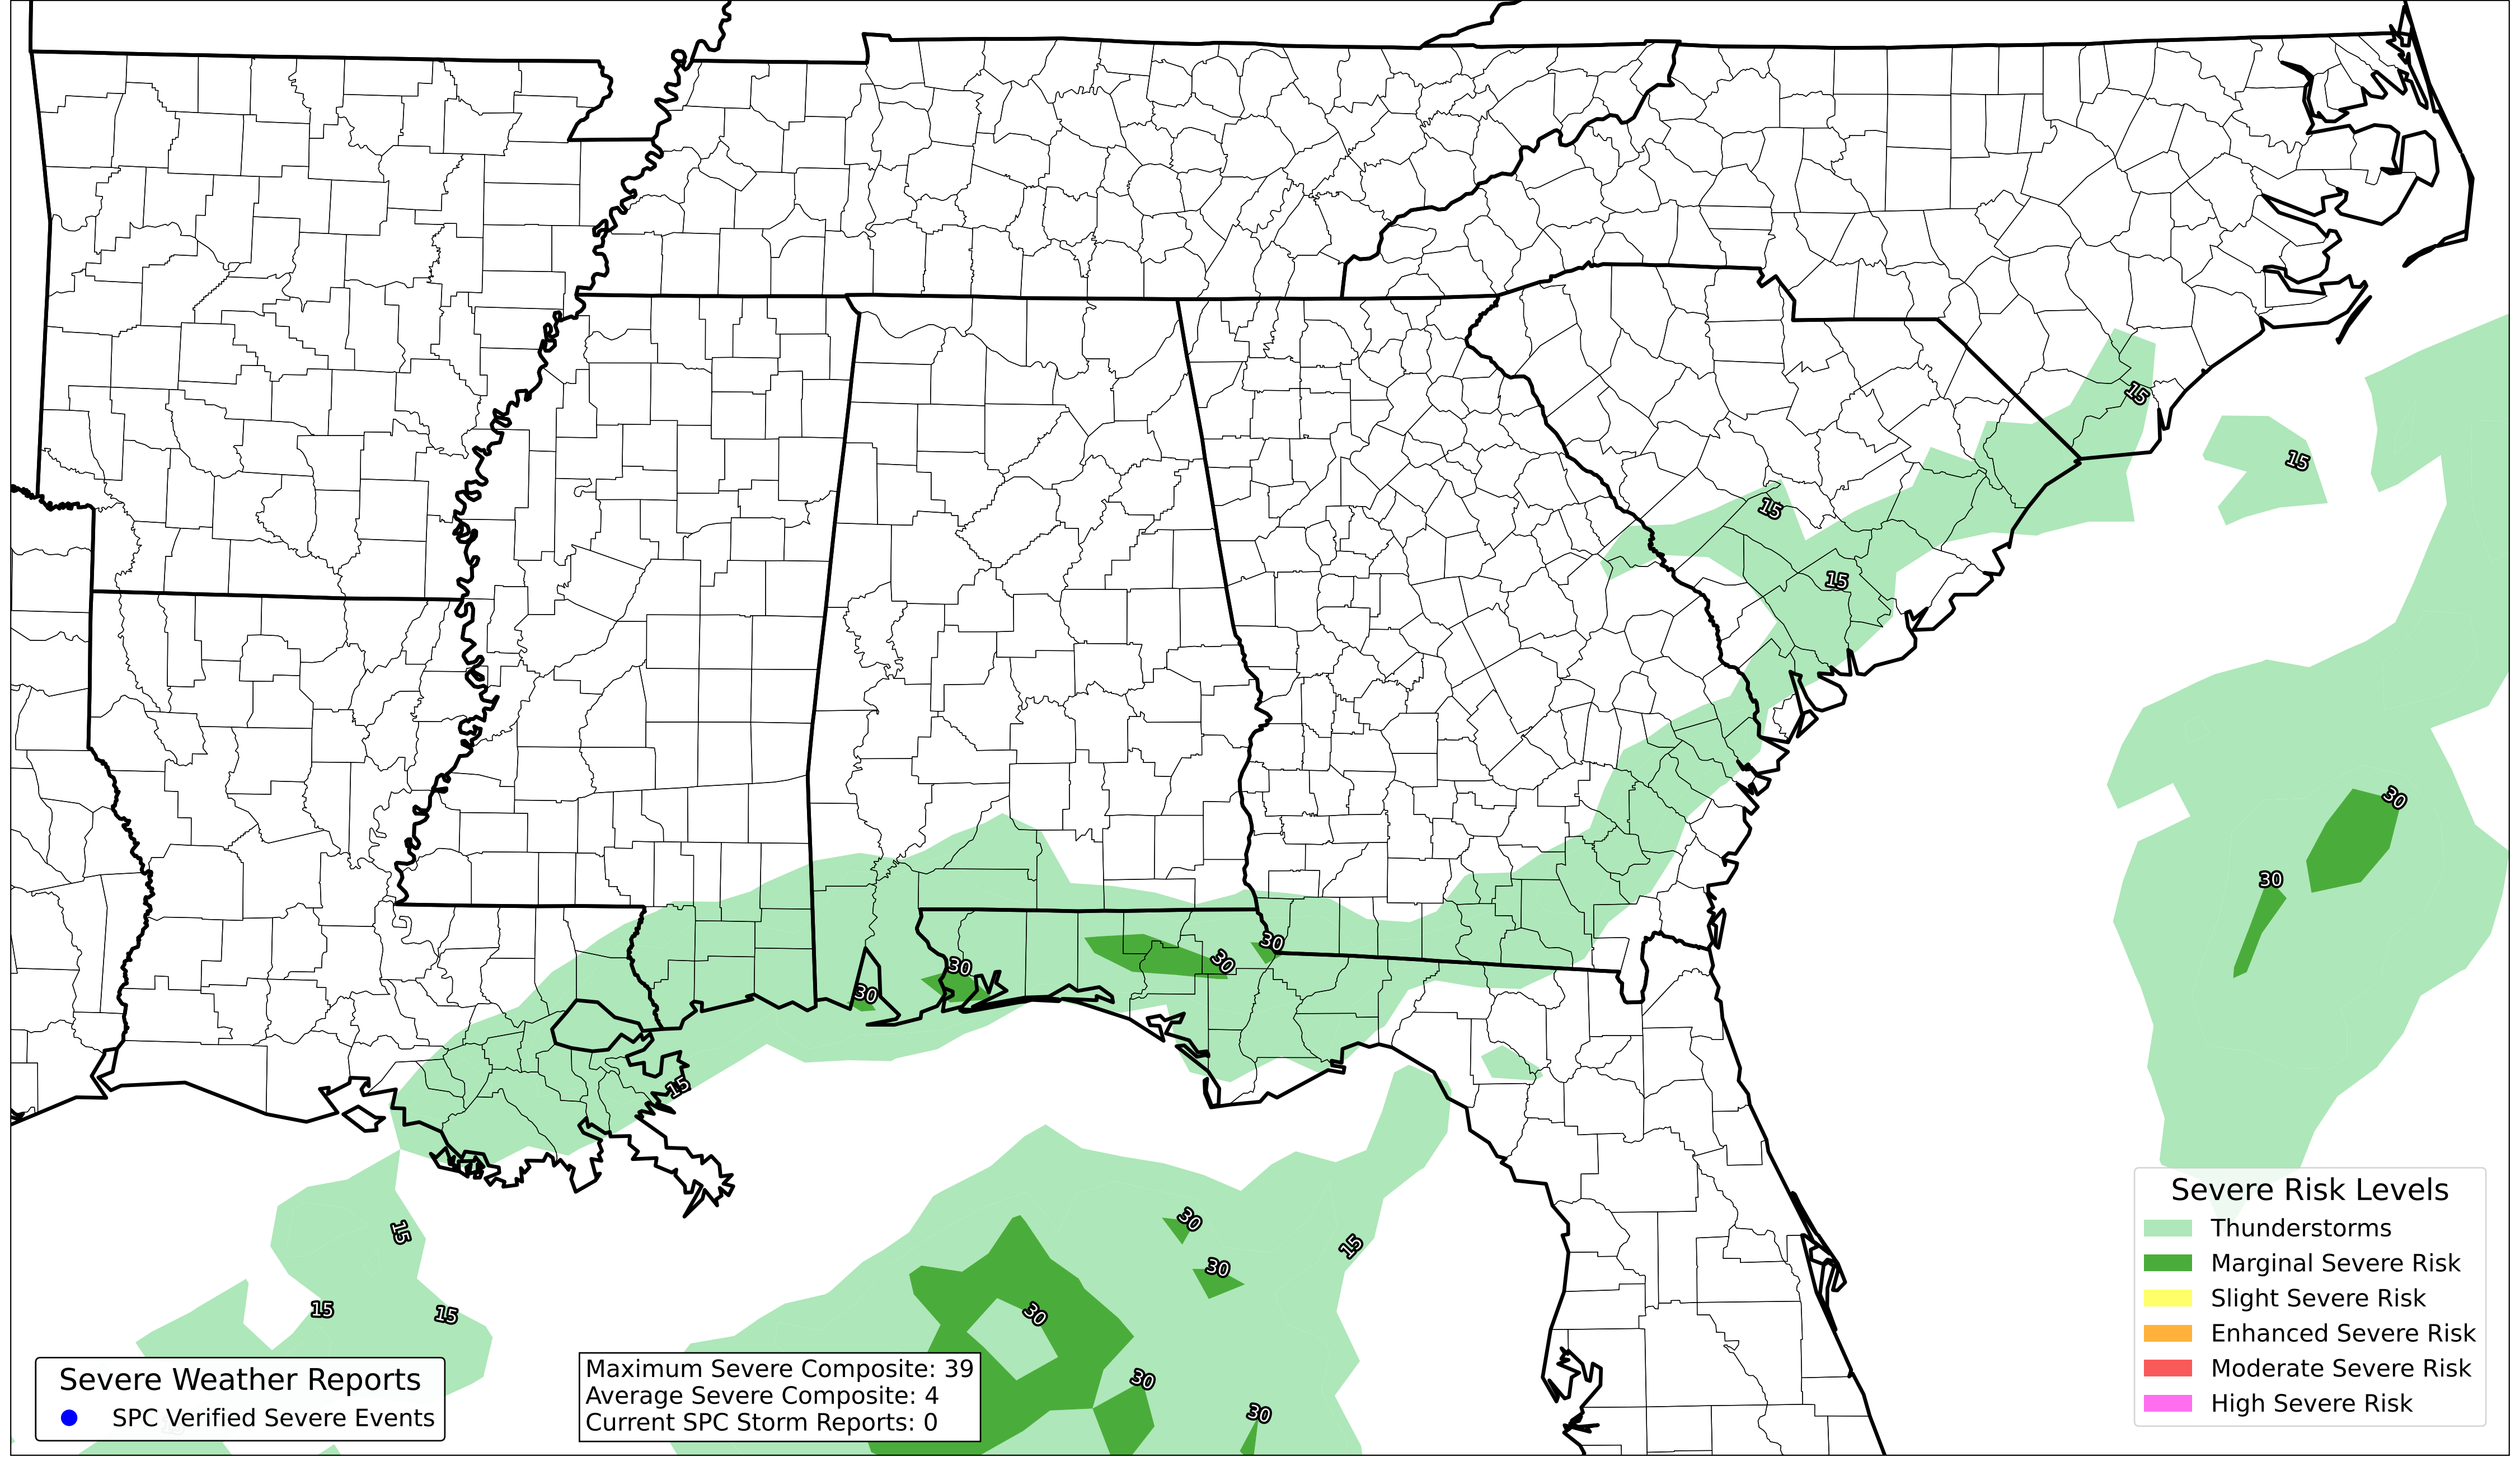 15
15
15
15
15
30
30
30
30
30
30
30
15
30
15
30
15
15
30
30
30
Severe Risk Levels
Thunderstorms
Marginal Severe Risk
Slight Severe Risk
Enhanced Severe Risk
Moderate Severe Risk
High Severe Risk
Maximum Severe Composite: 39
Average Severe Composite: 4
Current SPC Storm Reports: 0
Severe Weather Reports
SPC Verified Severe Events